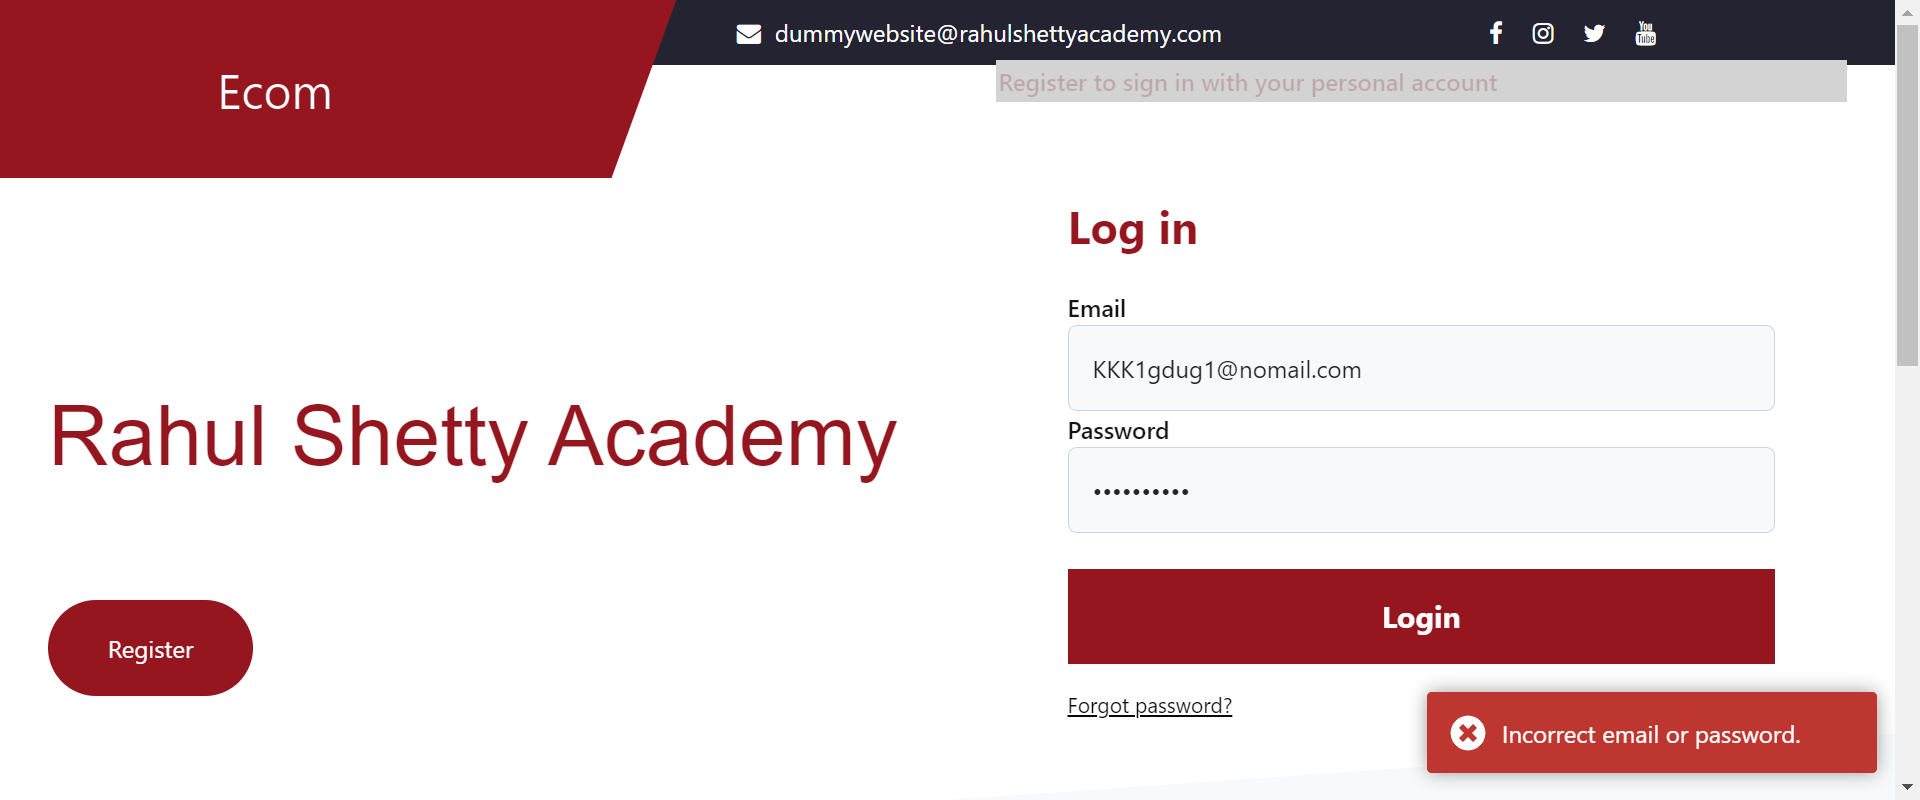 Ecom
dummywebsite@rahulshettyacademy.com
You Tube
Register to sign in with your personal account
Log in
Email
KKK1gdug1@nomail.com
Password
••••••••••
Rahul Shetty Academy
Login
Register
Forgot password?
Incorrect email or password.